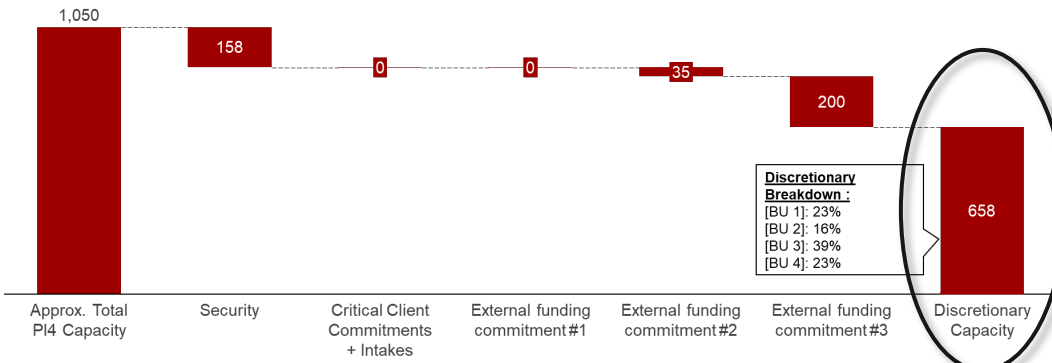 1,050
158
0
0
35
200
658
Discretionary
Breakdown :
[BU 1]: 23%
[BU 2]: 16%
[BU 3]: 39%
[BU 4]: 23%
Approx. Total
PI4 Capacity
Security
Critical Client
Commitments
+ Intakes
External funding
commitment #1
External funding
commitment #2
External funding
commitment #3
Discretionary
Capacity